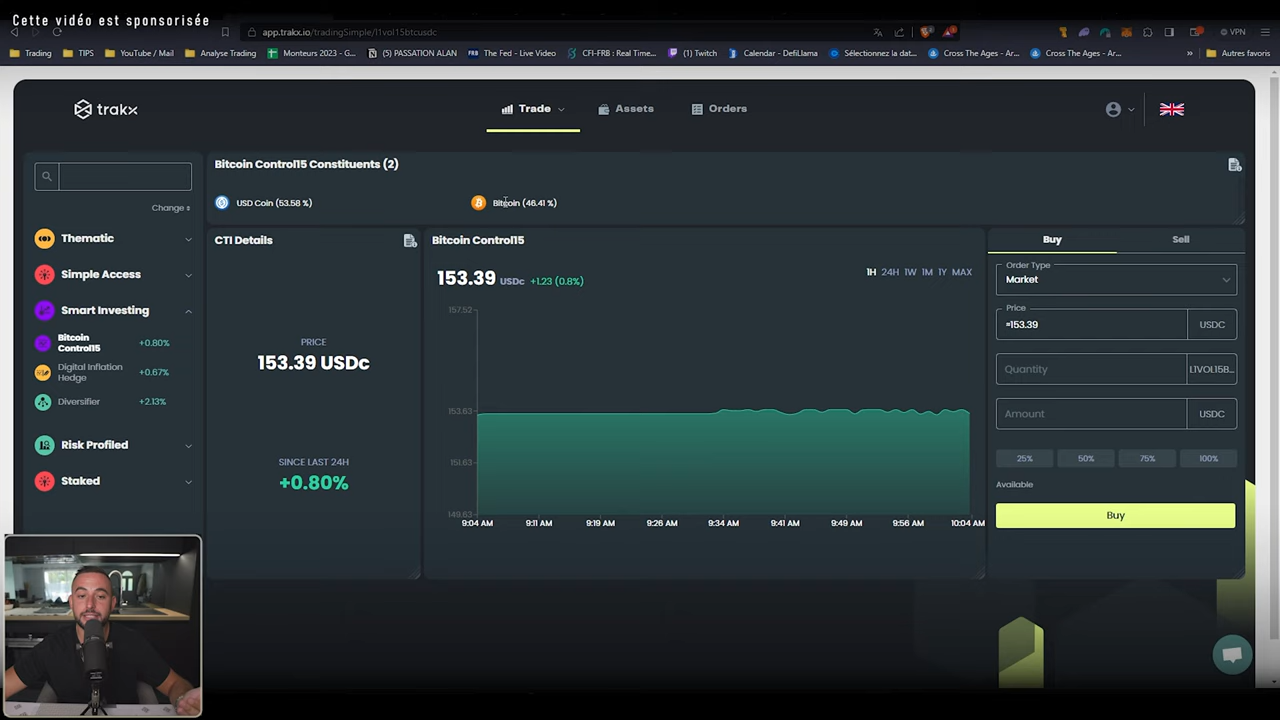 Cette vidéo est sponsorisée
app.trakx.io/tradingSimple/l1vol15btcusdc
VPN
Trading
TIPS
YouTube / Mail
Analyse Trading
Monteurs 2023 - G...
(5) PASSATION ALAN
The Fed - Live Video
CFI-FRB : Real Time...
(1) Twitch
Calendar - DefiLlama
Sélectionnez la dat...
Cross The Ages - Ar...
Cross The Ages - Ar...
»
Autres favoris
trakx
Trade
Assets
Orders
Bitcoin Control15 Constituents (2)
USD Coin (53.58 %)
Bitcoin (46.41 %)
Change
Thematic
Simple Access
Smart Investing
Bitcoin
Control15
+0.80%
Digital Inflation
Hedge
+0.67%
Diversifier
+2.13%
Risk Profiled
Staked
CTI Details
PRICE
153.39 USDc
SINCE LAST 24H
+0.80%
Bitcoin Control15
153.39 USDc +1.23 (0.8%)
1H 24H 1W 1M 1Y MAX
157.52
153.63
151.63
149.63
9:04 AM 9:11 AM 9:19 AM 9:26 AM 9:34 AM 9:41 AM 9:49 AM 9:56 AM 10:04 AM
Buy
Sell
Order Type
Market
Price
≈153.39
USDC
Quantity
L1VOL15B...
Amount
USDC
25% 50% 75% 100%
Available
Buy